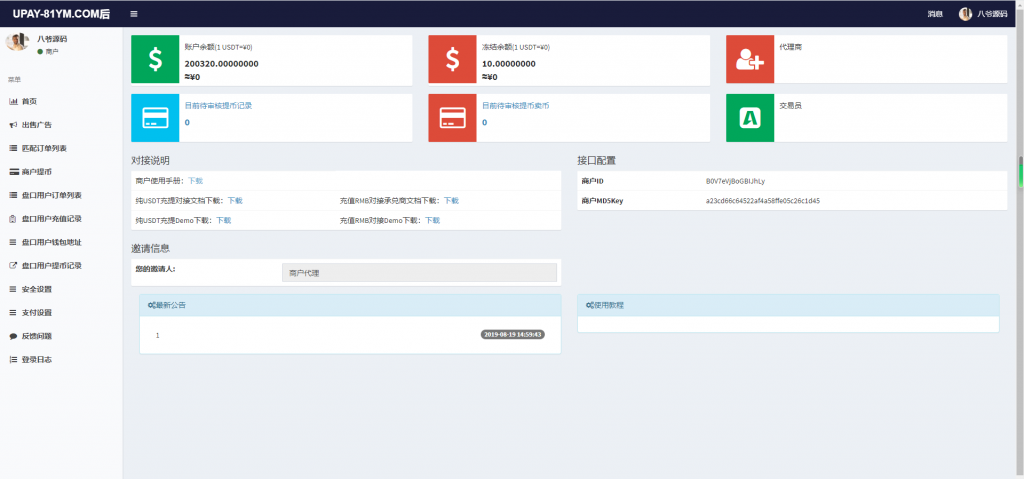 UPAY-81YM.COM后
消息
八爷源码
八爷源码
商户
菜单
首页
出售广告
匹配订单列表
商户提币
盘口用户订单列表
盘口用户充值记录
盘口用户钱包地址
盘口用户提币记录
安全设置
支付设置
反馈问题
登录日志
账户余额(1 USDT=¥0)
200320.00000000
≈¥0
冻结余额(1 USDT=¥0)
10.00000000
≈¥0
代理商
目前待审核提币记录
0
目前待审核提币卖币
0
交易员
对接说明
商户使用手册：下载
纯USDT充提对接文档下载：下载
充值RMB对接承兑商文档下载：下载
纯USDT充提Demo下载：下载
充值RMB对接Demo下载：下载
接口配置
商户ID
B0V7eVjBoGBIJhLy
商户MD5Key
a23cd66c64522af4a58ffe05c26c1d45
邀请信息
您的邀请人:
商户代理
最新公告
1
2019-08-19 14:59:43
使用教程